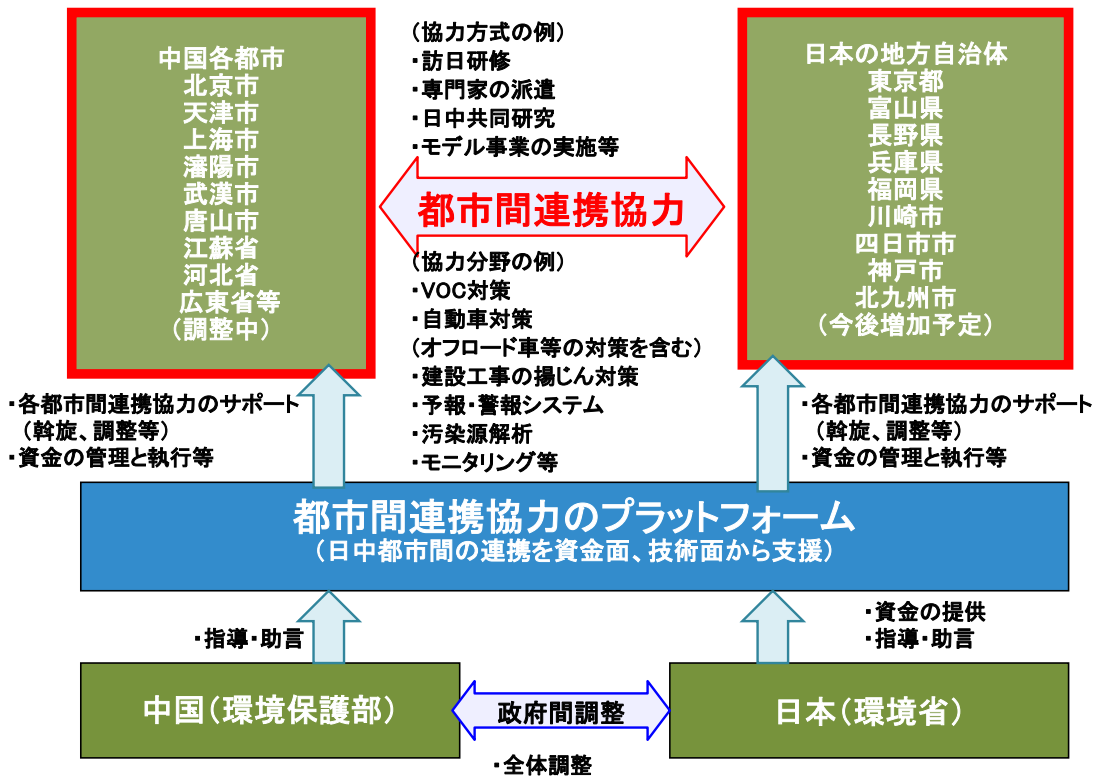 中国各都市
北京市
天津市
上海市
瀋陽市
武漢市
唐山市
江蘇省
河北省
広東省等
（調整中）
（協力方式の例）
・訪日研修
・専門家の派遣
・日中共同研究
・モデル事業の実施等
都市間連携協力
（協力分野の例）
・VOC対策
・自動車対策
（オフロード車等の対策を含む）
・建設工事の揚じん対策
・予報・警報システム
・汚染源解析
・モニタリング等
日本の地方自治体
東京都
富山県
長野県
兵庫県
福岡県
川崎市
四日市市
神戸市
北九州市
（今後増加予定）
・各都市間連携協力のサポート
（斡旋、調整等）
・資金の管理と執行等
・各都市間連携協力のサポート
（斡旋、調整等）
・資金の管理と執行等
都市間連携協力のプラットフォーム
（日中都市間の連携を資金面、技術面から支援）
・指導・助言
・資金の提供
・指導・助言
中国（環境保護部）
政府間調整
日本（環境省）
・全体調整